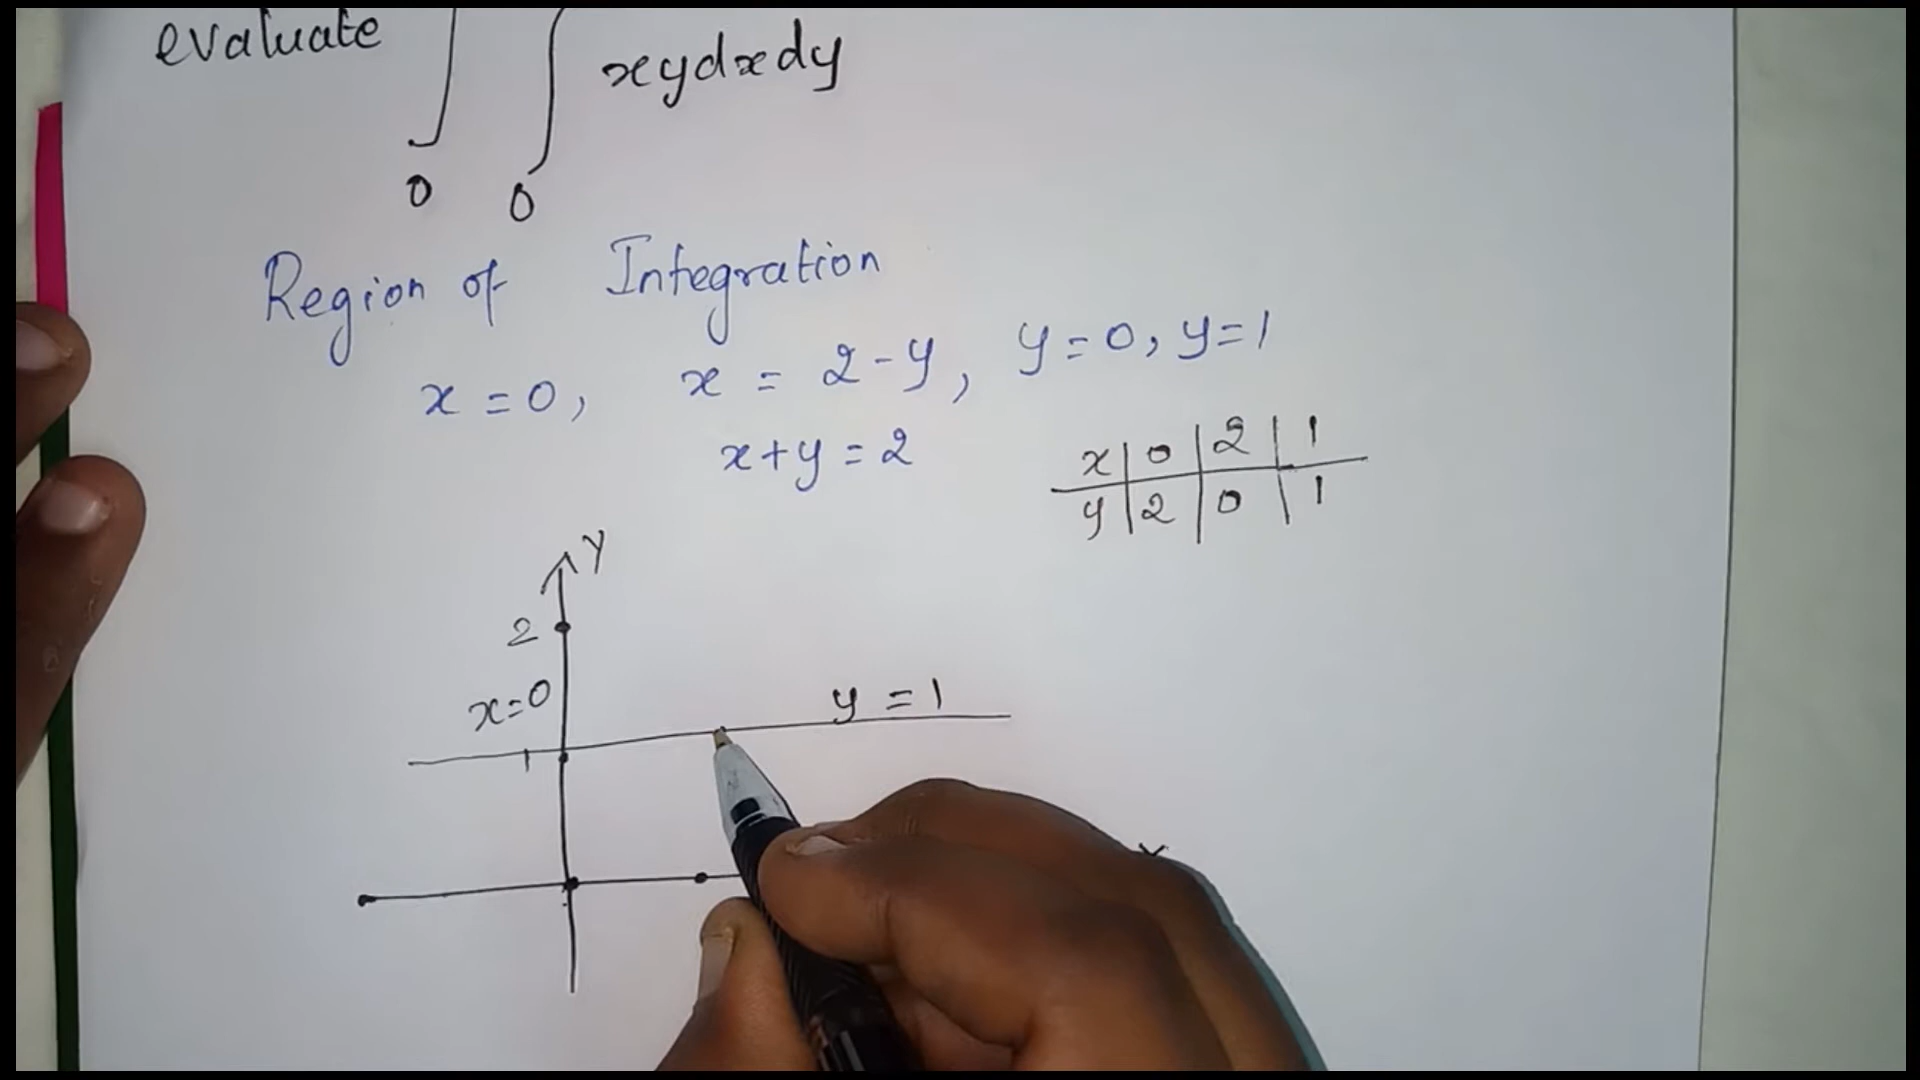 evaluate ∫ ∫ xydxdy
0 0
Region of Integration
x = 0, x = 2 - y, y = 0, y = 1
x + y = 2
x | 0 | 2 | 1
y | 2 | 0 | 1
Y
2
x = 0
y = 1
1